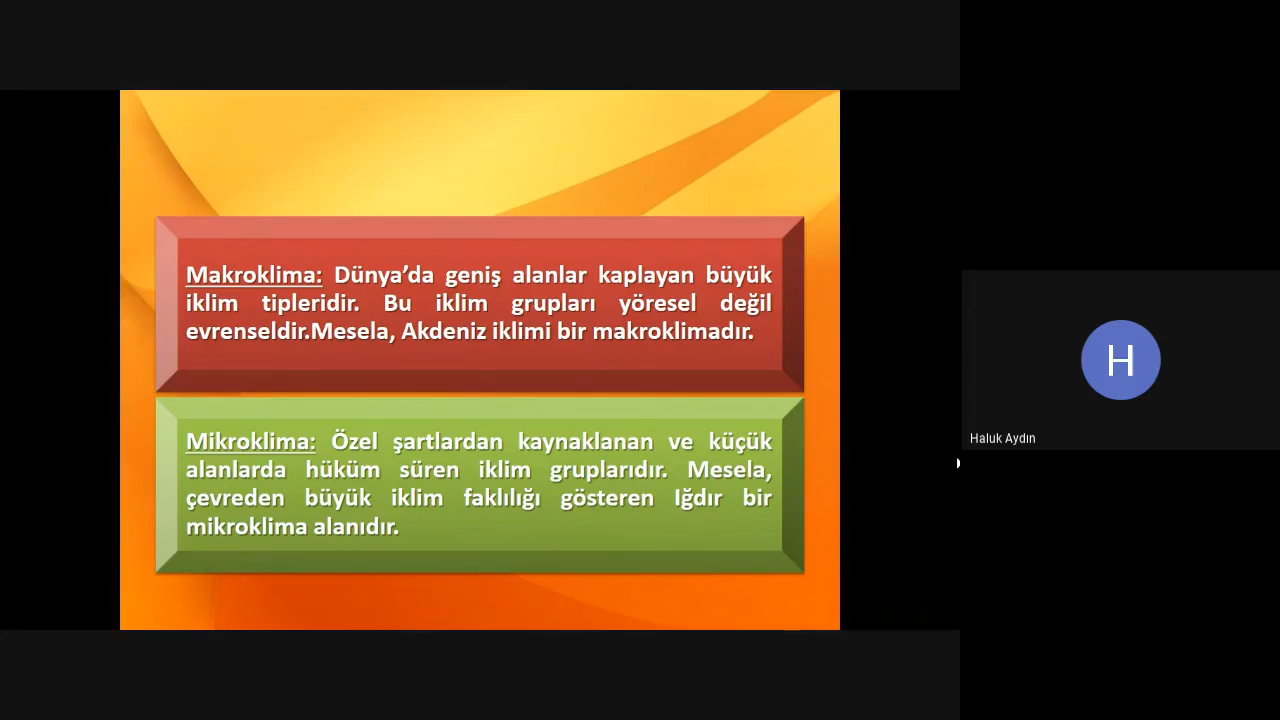 Makroklima: Dünya’da geniş alanlar kaplayan büyük
iklim tipleridir. Bu iklim grupları yöresel değil
evrenseldir.Mesela, Akdeniz iklimi bir makroklimadır.
Mikroklima: Özel şartlardan kaynaklanan ve küçük
alanlarda hüküm süren iklim gruplarıdır. Mesela,
çevreden büyük iklim faklılığı gösteren Iğdır bir
mikroklima alanıdır.
H
Haluk Aydın